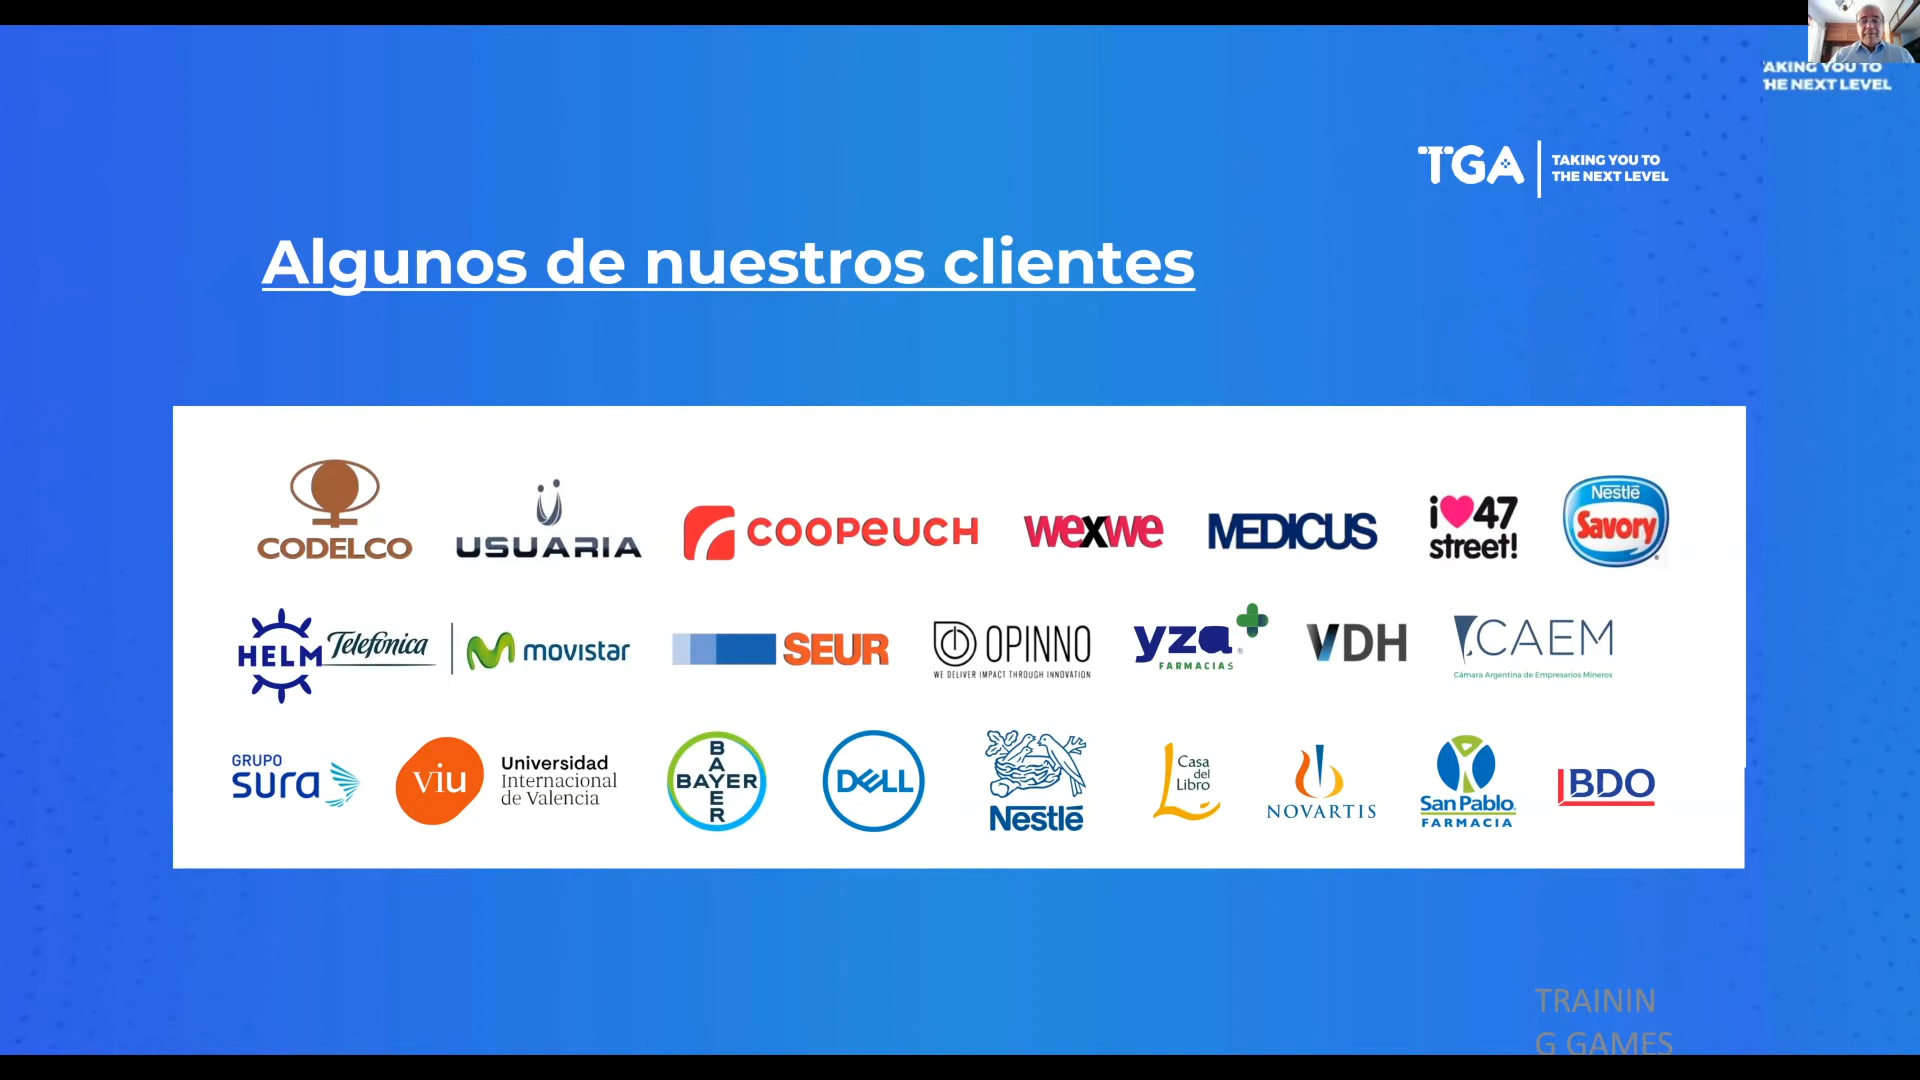 AKING YOU TO
HE NEXT LEVEL
TGA
TAKING YOU TO
THE NEXT LEVEL
Algunos de nuestros clientes
CODELCO
USUARIA
COOPEUCH
wexwe
MEDICUS
i 47
street!
Nestlé
Savory
HELM
Telefónica
movistar
SEUR
OPINNO
WE DELIVER IMPACT THROUGH INNOVATION
yza
FARMACIAS
VDH
CAEM
Cámara Argentina de Empresarios Mineros
GRUPO
sura
viu
Universidad
Internacional
de Valencia
BAYER
BAYER
DELL
Nestlé
Casa
del
Libro
NOVARTIS
San Pablo
FARMACIA
BDO
TRAININ
G GAMES